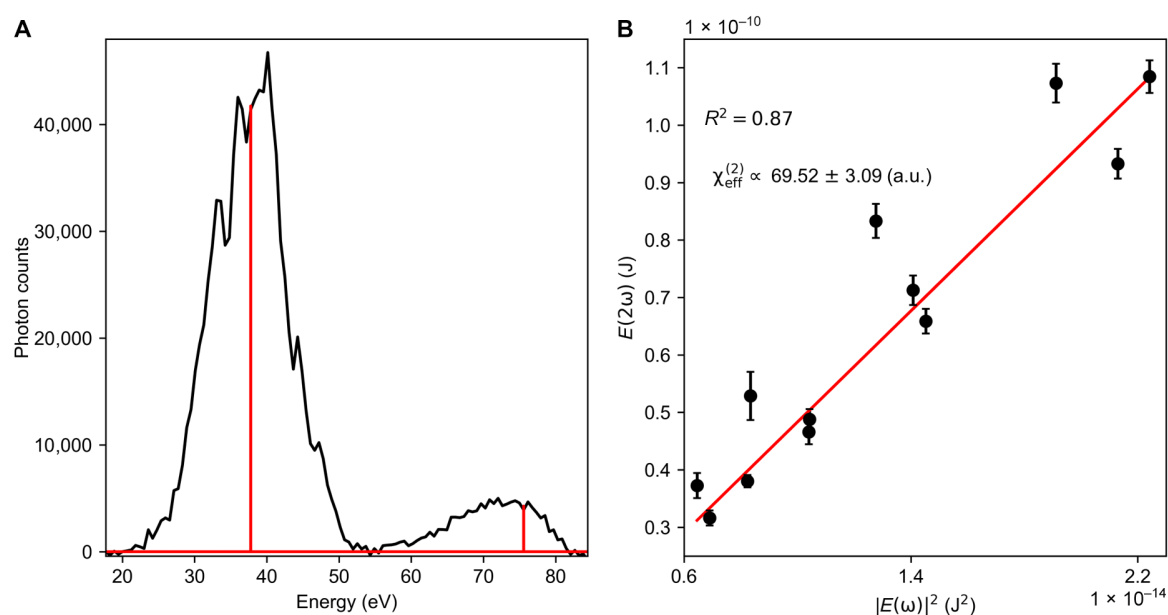 A
Photon counts
40,000
30,000
20,000
10,000
0
20 30 40 50 60 70 80
Energy (eV)
B
1 × 10⁻¹⁰
E(2ω) (J)
1.1
1.0
0.9
0.8
0.7
0.6
0.5
0.4
0.3
R² = 0.87
χ_eff^(2) ∝ 69.52 ± 3.09 (a.u.)
0.6 1.4 2.2
|E(ω)|² (J²)
1 × 10⁻¹⁴